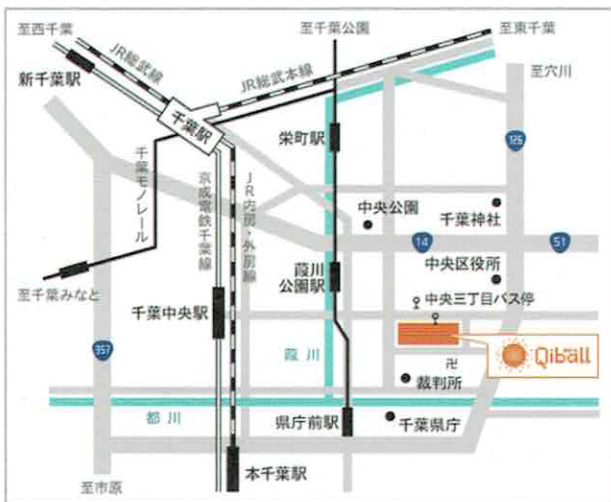 至西千葉
至千葉公園
至東千葉
JR総武線
新千葉駅
JR総武本線
至穴川
千葉駅
栄町駅
126
千葉モノレール
京成電鉄千葉線
JR内房・外房線
中央公園
千葉神社
14
51
中央区役所
葭川
公園駅
至千葉みなと
千葉中央駅
中央三丁目バス停
357
葭川
Qiball
卍
裁判所
都川
県庁前駅
千葉県庁
本千葉駅
至市原